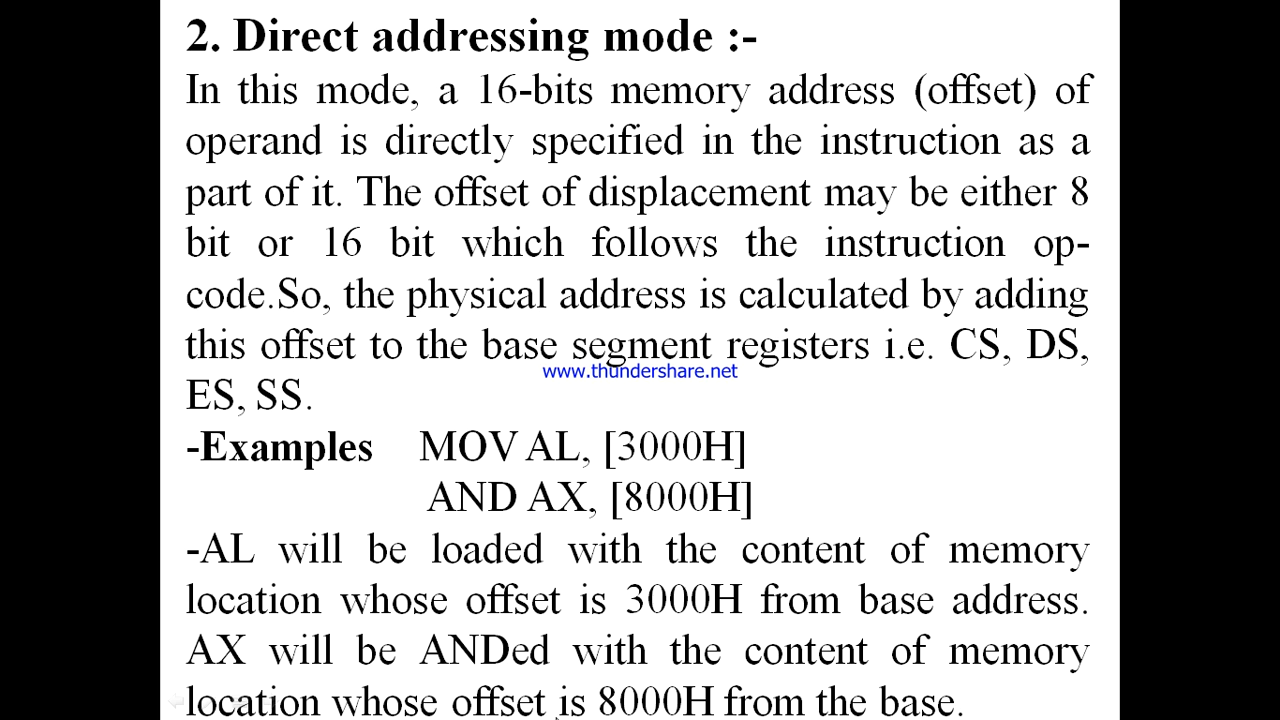 2. Direct addressing mode :-
In this mode, a 16-bits memory address (offset) of
operand is directly specified in the instruction as a
part of it. The offset of displacement may be either 8
bit or 16 bit which follows the instruction op-
code.So, the physical address is calculated by adding
this offset to the base segment registers i.e. CS, DS,
www.thundershare.net
ES, SS.
-Examples MOV AL, [3000H]
AND AX, [8000H]
-AL will be loaded with the content of memory
location whose offset is 3000H from base address.
AX will be ANDed with the content of memory
location whose offset is 8000H from the base.